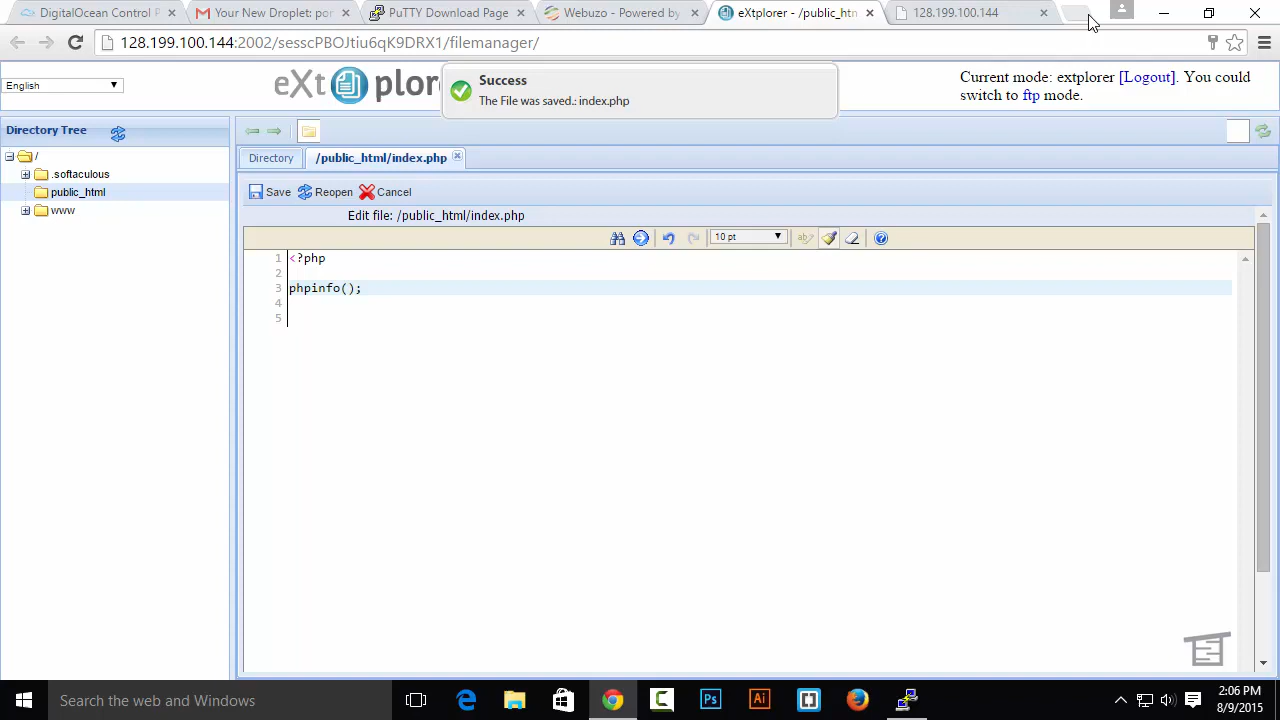 DigitalOcean Control P
Your New Droplet: por
PuTTY Download Page
Webuzo - Powered by
eXtplorer - /public_htm
128.199.100.144
128.199.100.144:2002/sesscPBOJtiu6qK9DRX1/filemanager/
English
eXtplore
Success
The File was saved.: index.php
Current mode: extplorer [Logout]. You could
switch to ftp mode.
Directory Tree
/
.softaculous
public_html
www
Directory
/public_html/index.php
Save
Reopen
Cancel
Edit file: /public_html/index.php
10 pt
1 <?php
2
3 phpinfo();
4
5
Search the web and Windows
Ps
Ai
2:06 PM
8/9/2015